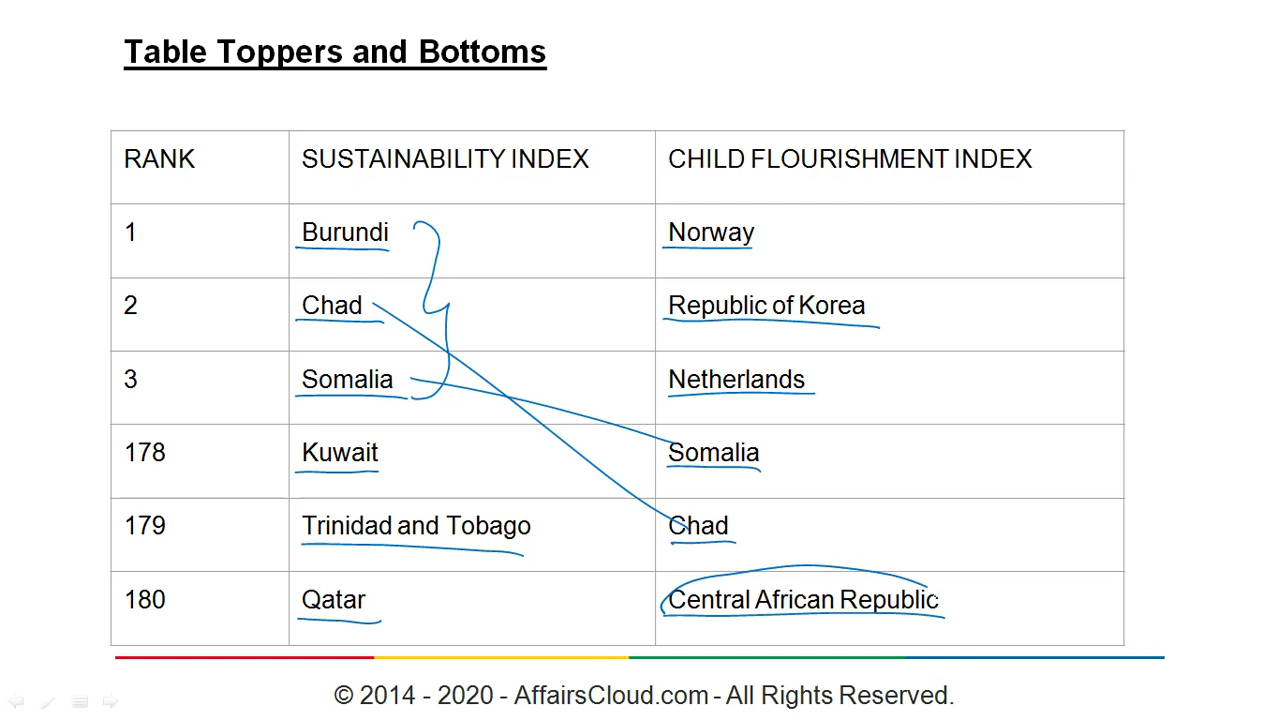 Table Toppers and Bottoms
RANK SUSTAINABILITY INDEX CHILD FLOURISHMENT INDEX
1 Burundi Norway
2 Chad Republic of Korea
3 Somalia Netherlands
178 Kuwait Somalia
179 Trinidad and Tobago Chad
180 Qatar Central African Republic
© 2014 - 2020 - AffairsCloud.com - All Rights Reserved.